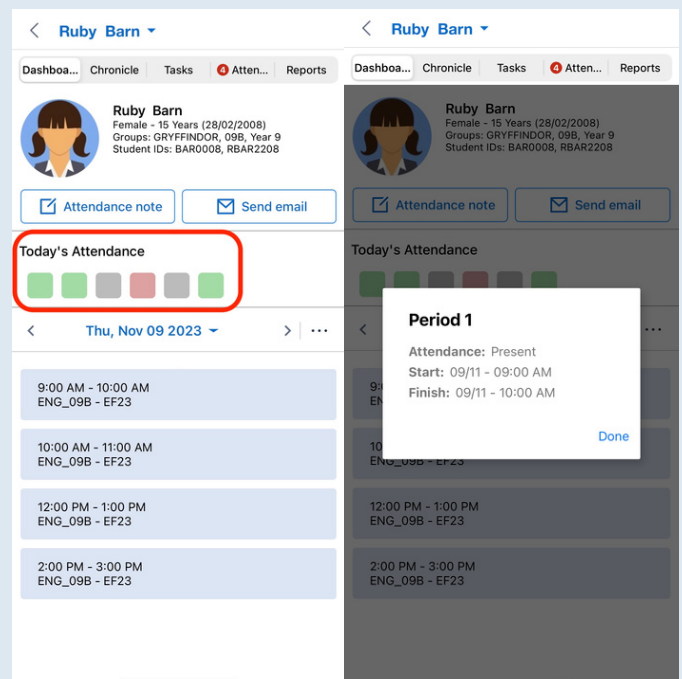 Ruby Barn
Dashboa... Chronicle Tasks 4 Atten... Reports
Ruby Barn
Female - 15 Years (28/02/2008)
Groups: GRYFFINDOR, 09B, Year 9
Student IDs: BAR0008, RBAR2208
Attendance note Send email
Today's Attendance
Thu, Nov 09 2023
9:00 AM - 10:00 AM
ENG_09B - EF23
10:00 AM - 11:00 AM
ENG_09B - EF23
12:00 PM - 1:00 PM
ENG_09B - EF23
2:00 PM - 3:00 PM
ENG_09B - EF23
Ruby Barn
Dashboa... Chronicle Tasks 4 Atten... Reports
Ruby Barn
Female - 15 Years (28/02/2008)
Groups: GRYFFINDOR, 09B, Year 9
Student IDs: BAR0008, RBAR2208
Attendance note Send email
Today's Attendance
Period 1
Attendance: Present
Start: 09/11 - 09:00 AM
Finish: 09/11 - 10:00 AM
Done
ENG_09B - EF23
12:00 PM - 1:00 PM
ENG_09B - EF23
2:00 PM - 3:00 PM
ENG_09B - EF23